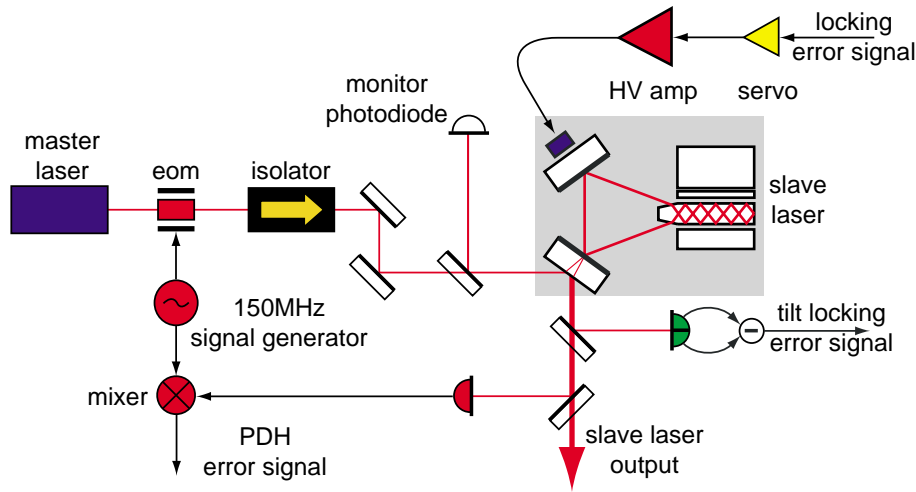 locking
error signal
HV amp
servo
monitor
photodiode
master
laser
eom
isolator
slave
laser
150MHz
signal generator
tilt locking
error signal
mixer
PDH
error signal
slave laser
output